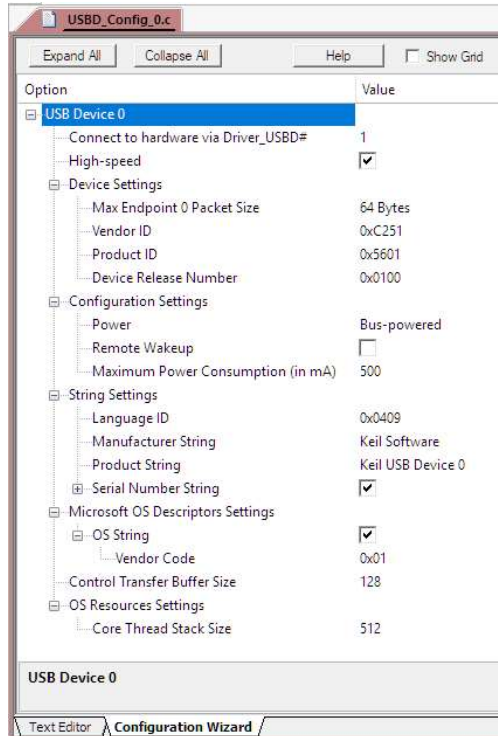 USBD_Config_0.c
Expand All Collapse All Help Show Grid
Option Value
USB Device 0
Connect to hardware via Driver_USBD# 1
High-speed
Device Settings
Max Endpoint 0 Packet Size 64 Bytes
Vendor ID 0xC251
Product ID 0x5601
Device Release Number 0x0100
Configuration Settings
Power Bus-powered
Remote Wakeup
Maximum Power Consumption (in mA) 500
String Settings
Language ID 0x0409
Manufacturer String Keil Software
Product String Keil USB Device 0
Serial Number String
Microsoft OS Descriptors Settings
OS String
Vendor Code 0x01
Control Transfer Buffer Size 128
OS Resources Settings
Core Thread Stack Size 512
USB Device 0
Text Editor Configuration Wizard